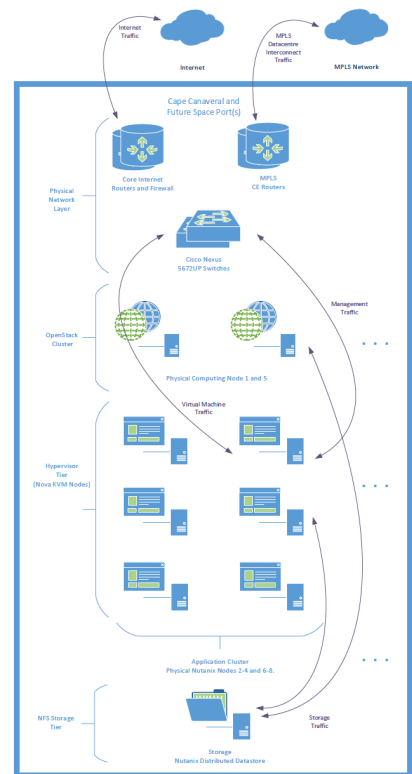 Internet
Traffic
MPLS
Datacentre
Interconnect
Traffic
Internet
MPLS Network
Cape Canaveral and
Future Space Port(s)
Core Internet
Routers and Firewall
MPLS
CE Routers
Physical
Network
Layer
Cisco Nexus
5672UP Switches
Management
Traffic
OpenStack
Cluster
Physical Computing Node 1 and 5
Virtual Machine
Traffic
Hypervisor
Tier
(Nova KVM Nodes)
Application Cluster
Physical Nutanix Nodes 2-4 and 6-8.
NFS Storage
Tier
Storage
Traffic
Storage
Nutanix Distributed Datastore